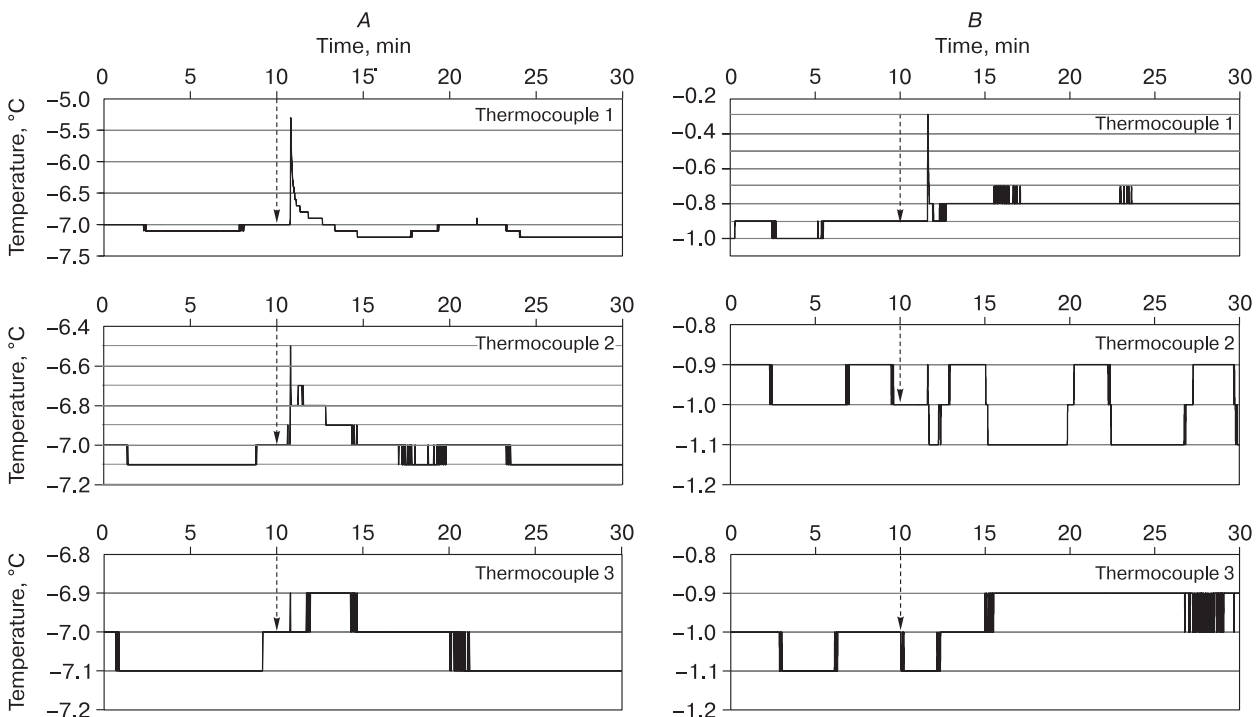 A
Time, min
0 5 10 15 20 25 30
Temperature, °C
−5.0
−5.5
−6.0
−6.5
−7.0
−7.5
Thermocouple 1
0 5 10 15 20 25 30
Temperature, °C
−6.4
−6.6
−6.8
−7.0
−7.2
Thermocouple 2
0 5 10 15 20 25 30
Temperature, °C
−6.8
−6.9
−7.0
−7.1
−7.2
Thermocouple 3
B
Time, min
0 5 10 15 20 25 30
−0.2
−0.4
−0.6
−0.8
−1.0
Thermocouple 1
0 5 10 15 20 25 30
−0.8
−0.9
−1.0
−1.1
−1.2
Thermocouple 2
0 5 10 15 20 25 30
−0.8
−0.9
−1.0
−1.1
−1.2
Thermocouple 3